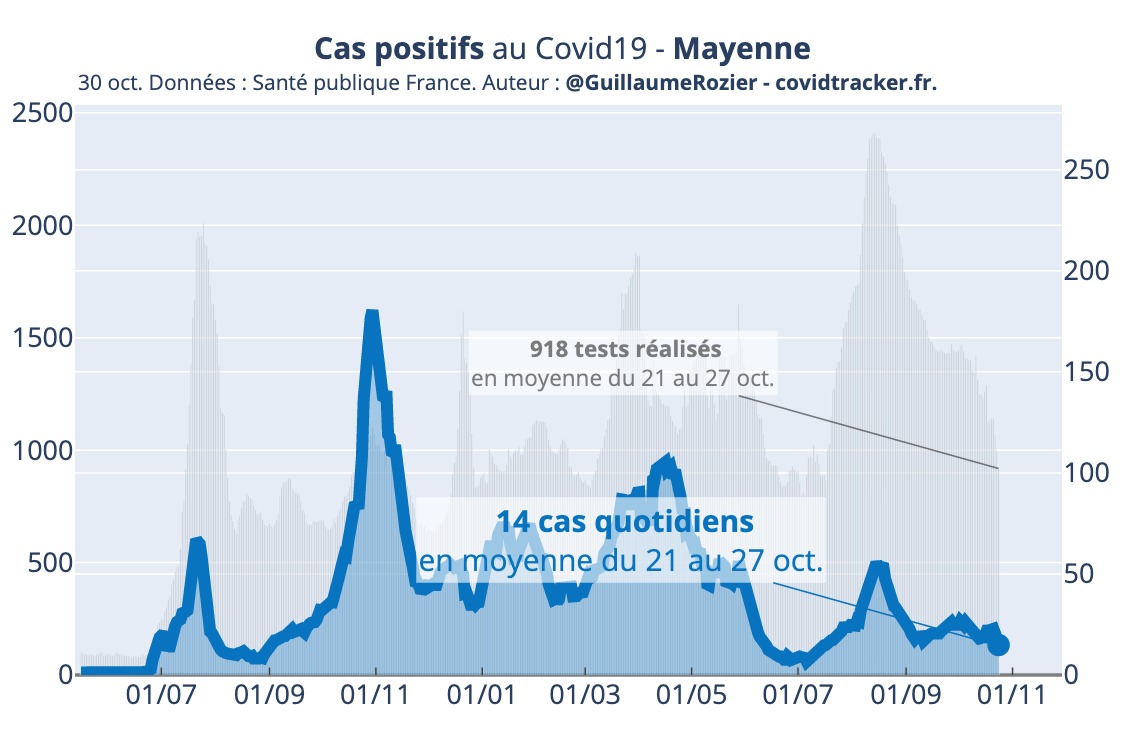 Cas positifs au Covid19 - Mayenne
30 oct. Données : Santé publique France. Auteur : @GuillaumeRozier - covidtracker.fr.
2500
2000
1500
1000
500
0
250
200
150
100
50
0
918 tests réalisés
en moyenne du 21 au 27 oct.
14 cas quotidiens
en moyenne du 21 au 27 oct.
01/07 01/09 01/11 01/01 01/03 01/05 01/07 01/09 01/11